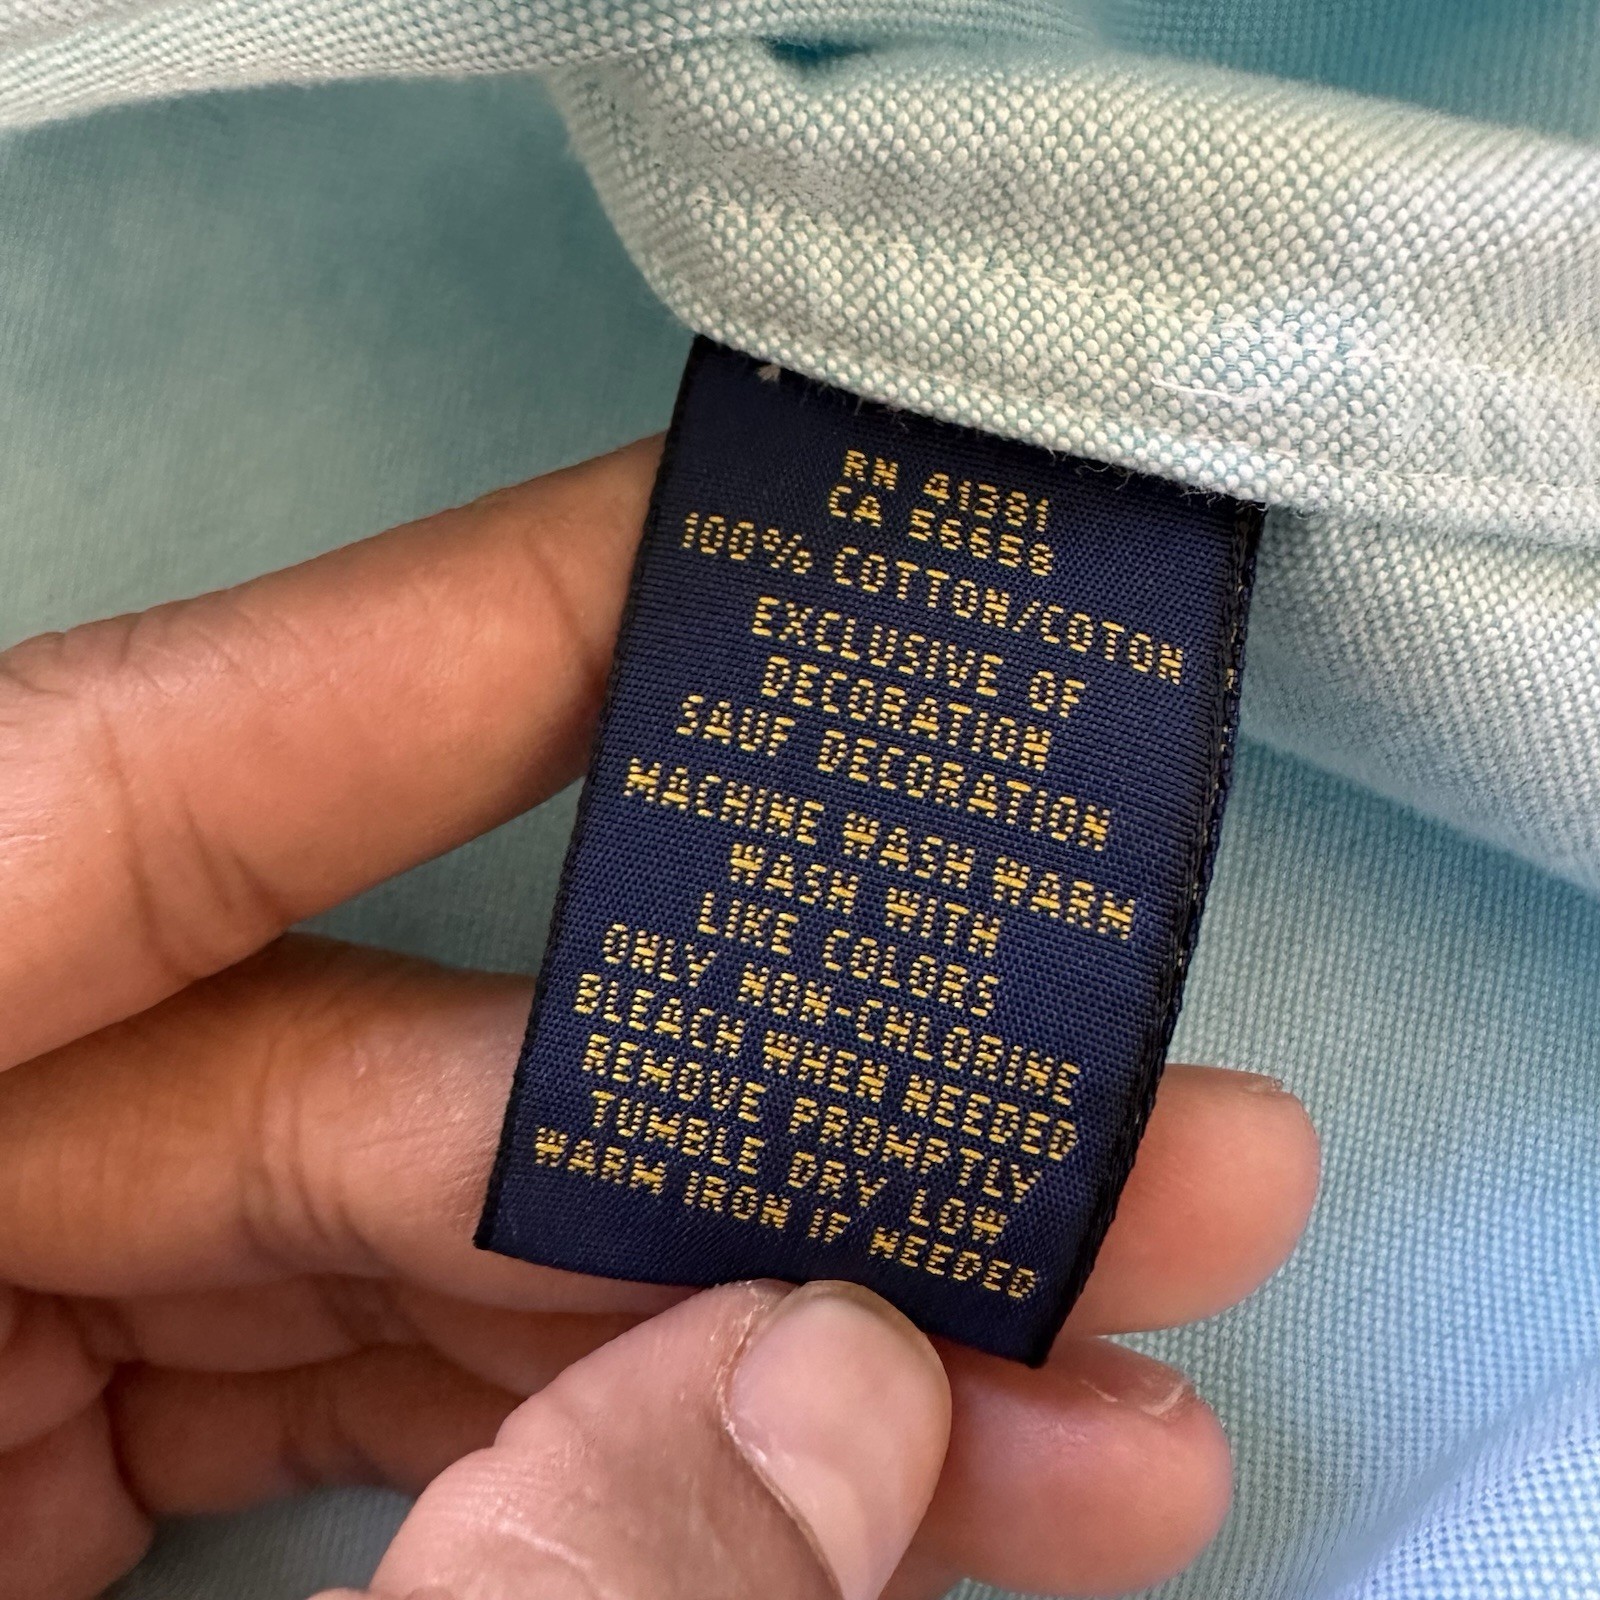 RN 41381
CA 56858
100% COTTON/COTON
EXCLUSIVE OF
DECORATION
SAUF DECORATION
MACHINE WASH WARM
WASH WITH
LIKE COLORS
ONLY NON-CHLORINE
BLEACH WHEN NEEDED
REMOVE PROMPTLY
TUMBLE DRY LOW
WARM IRON IF NEEDED